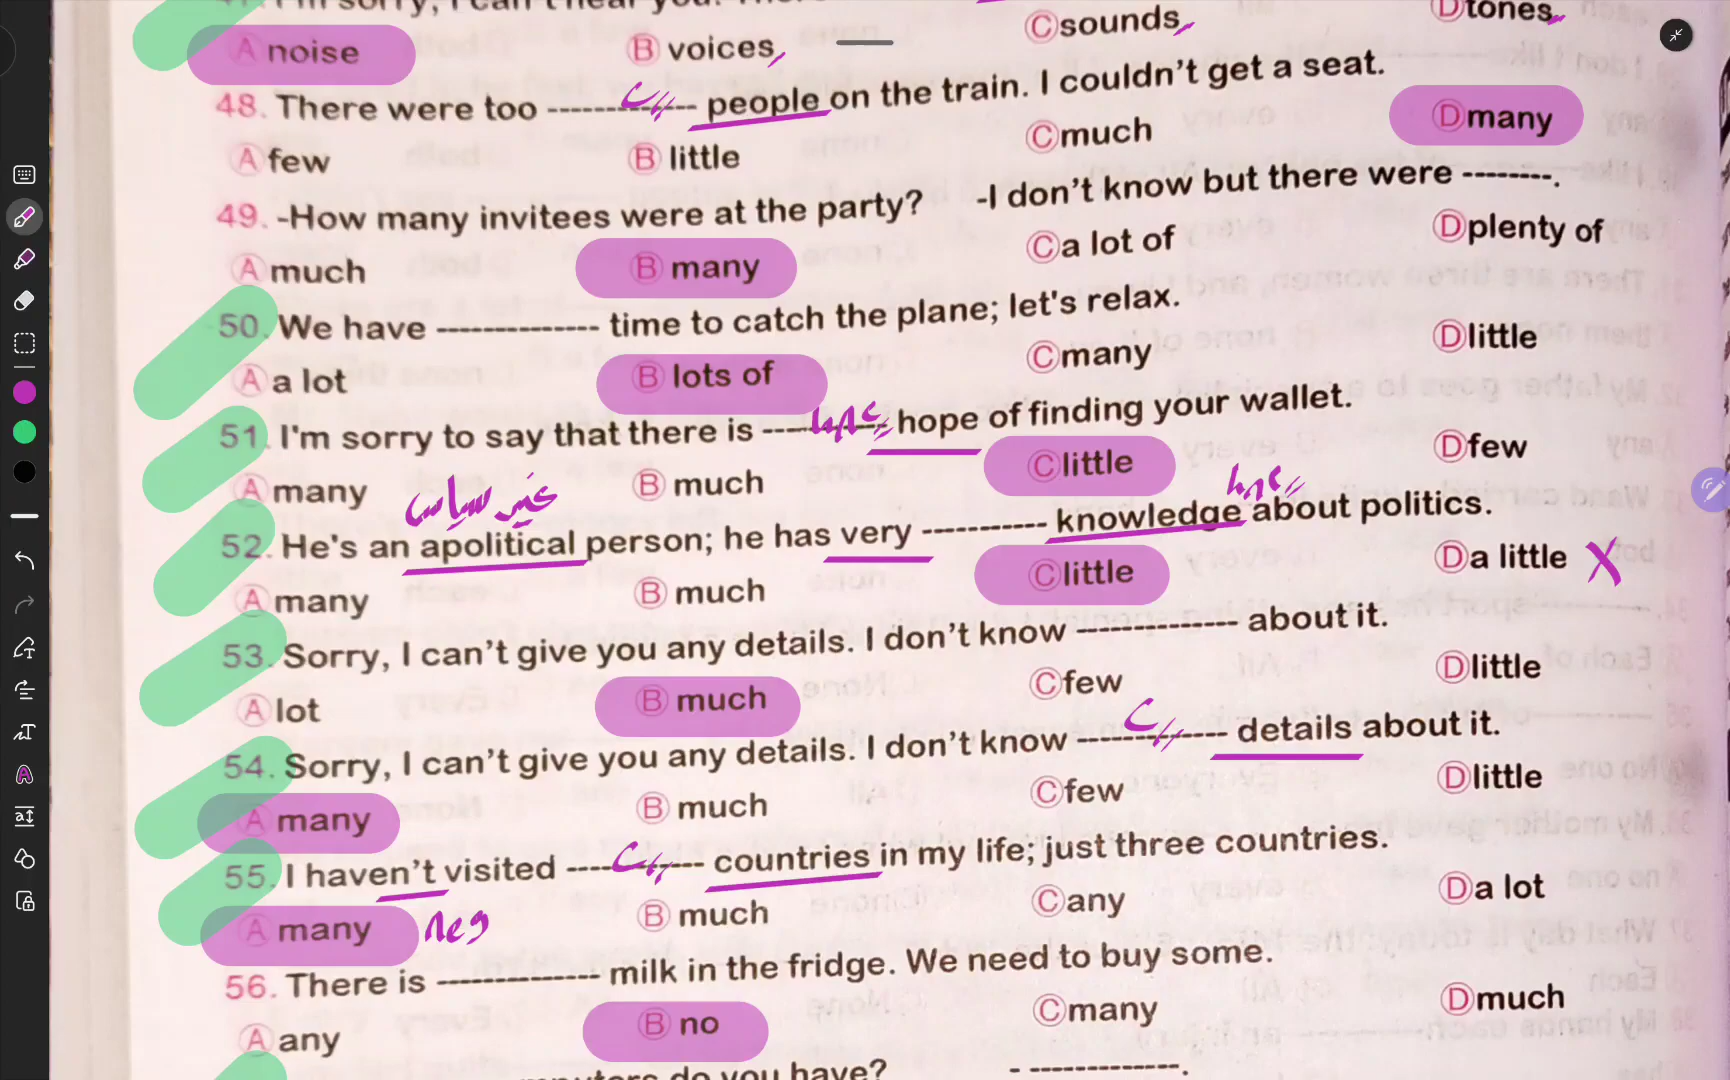 A noise B voices, C sounds, D tones,
48. There were too -------------- people on the train. I couldn't get a seat.
A few B little C much D many
49. -How many invitees were at the party? -I don't know but there were --------.
A much B many C a lot of D plenty of
50. We have -------------- time to catch the plane; let's relax.
A a lot B lots of C many D little
51. I'm sorry to say that there is ----------- hope of finding your wallet.
A many B much C little D few
غير سياسي
52. He's an apolitical person; he has very ----------- knowledge about politics.
A many B much C little D a little X
53. Sorry, I can't give you any details. I don't know -------------- about it.
A lot B much C few D little
54. Sorry, I can't give you any details. I don't know ------------- details about it.
A many B much C few D little
55. I haven't visited ------------ countries in my life; just three countries.
A many neg B much C any D a lot
56. There is -------------- milk in the fridge. We need to buy some.
A any B no C many D much
do you have? - -------------.